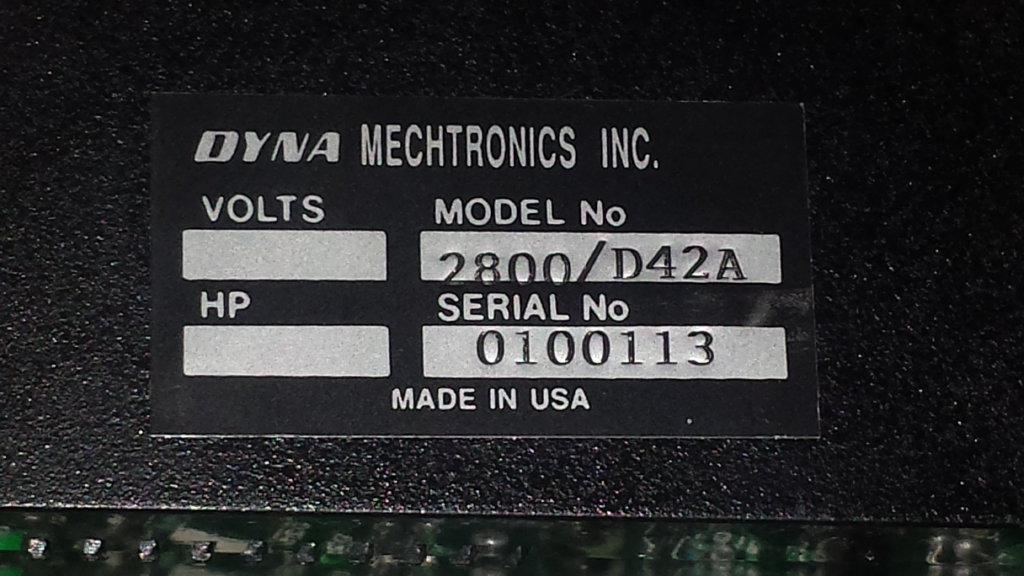 DYNA MECHTRONICS INC.
VOLTS MODEL No
2800/D42A
HP SERIAL No
0100113
MADE IN USA